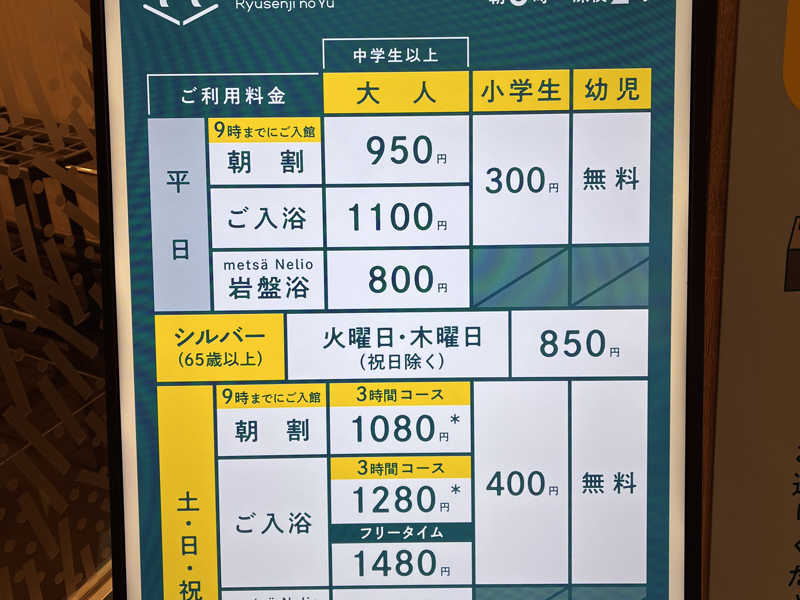 Ryusenji no Yu
中学生以上
ご利用料金
大人
小学生
幼児
平日
9時までにご入館
朝割
950円
300円
無料
ご入浴
1100円
metsä Nelio
岩盤浴
800円
シルバー
(65歳以上)
火曜日・木曜日
(祝日除く)
850円
土・日・祝
9時までにご入館
朝割
3時間コース
1080円*
400円
無料
ご入浴
3時間コース
1280円*
フリータイム
1480円